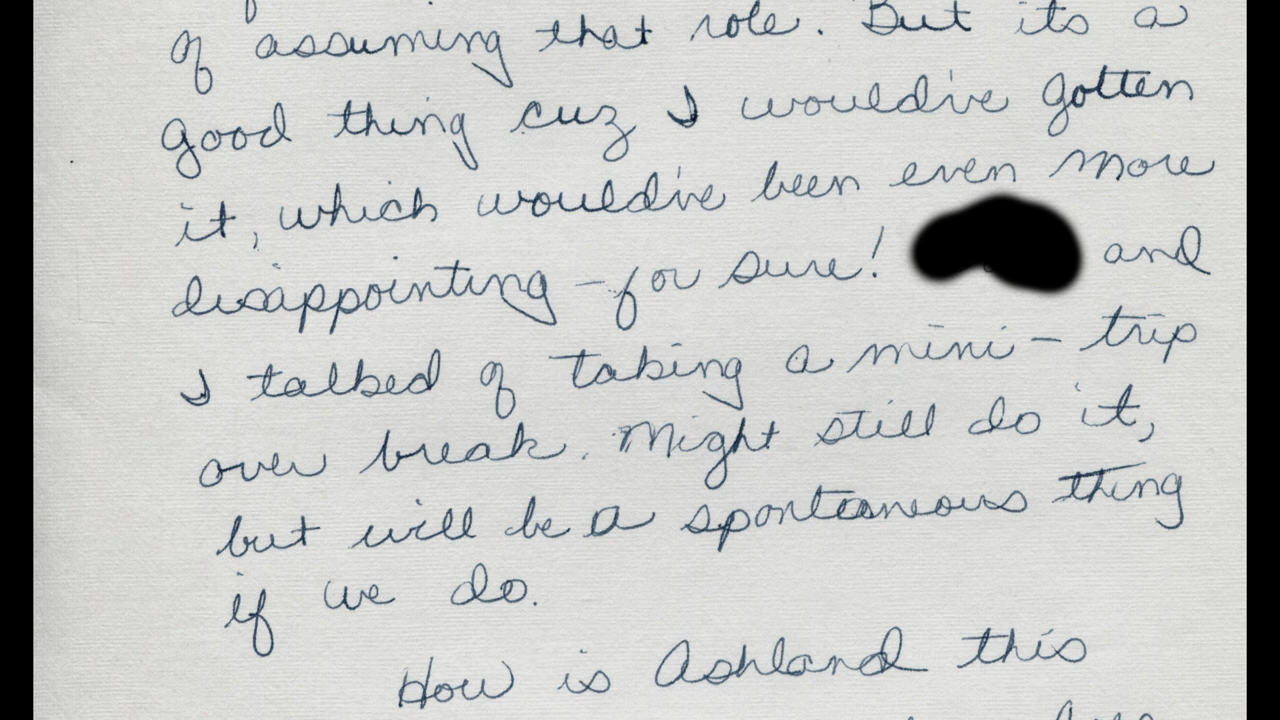 of assuming that role. But its a
good thing cuz I would've gotten
it, which would've been even more
disappointing - for sure! and
I talked of taking a mini - trip
over break. Might still do it,
but will be a spontaneous thing
if we do.
How is Ashland this